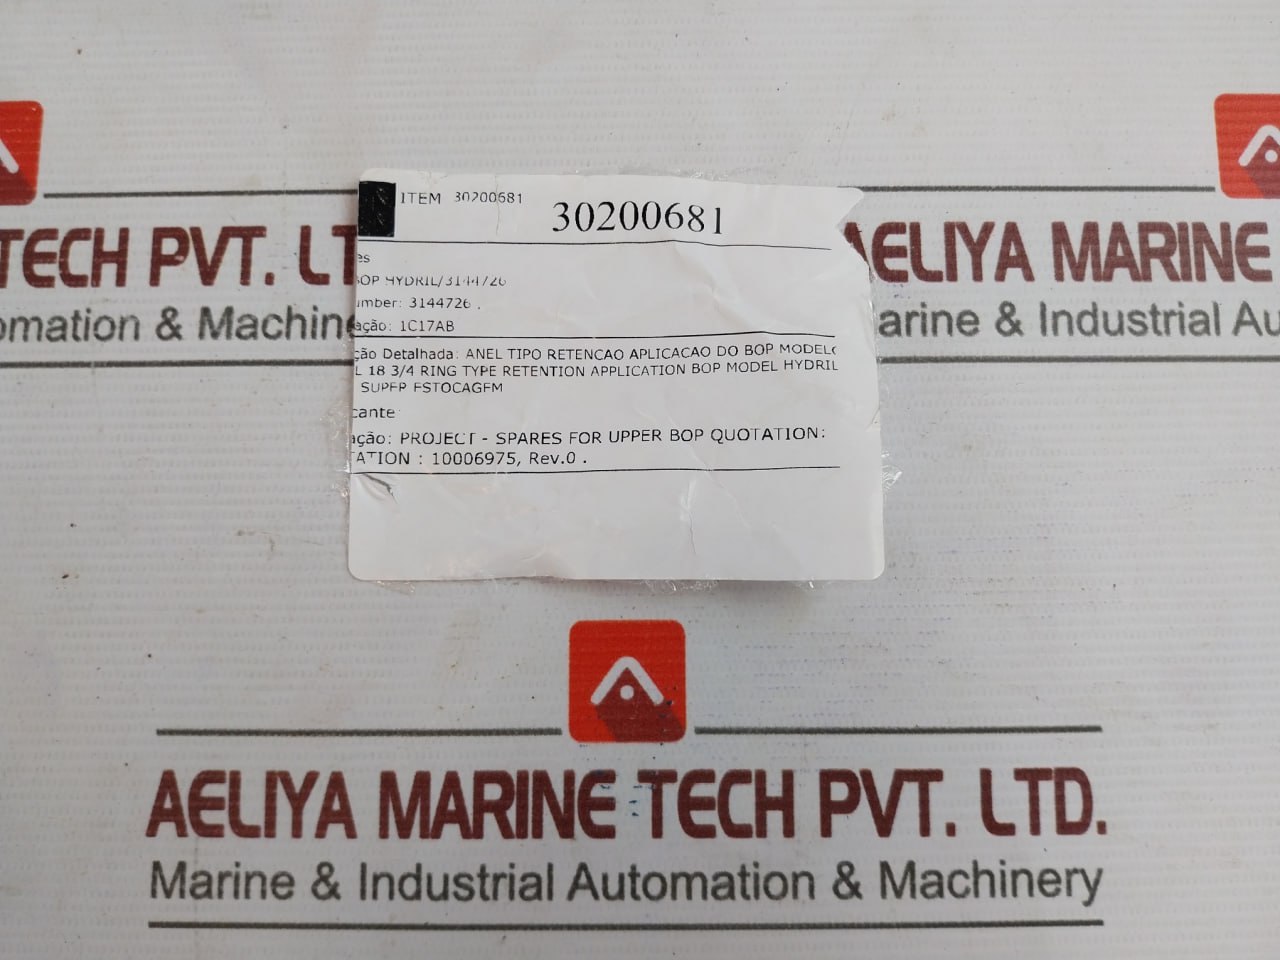 ITEM 30200681
30200681
es
BOP HYDRIL/3144726
umber: 3144726 .
ação: 1C17AB
ção Detalhada: ANEL TIPO RETENCAO APLICACAO DO BOP MODELO
L 18 3/4 RING TYPE RETENTION APPLICATION BOP MODEL HYDRIL
SUPER ESTOCAGEM
cante
ação: PROJECT - SPARES FOR UPPER BOP QUOTATION:
TATION : 10006975, Rev.0 .
TECH PVT. LT
omation & Machin
AELIYA MARINE
arine & Industrial Au
AELIYA MARINE TECH PVT. LTD.
Marine & Industrial Automation & Machinery